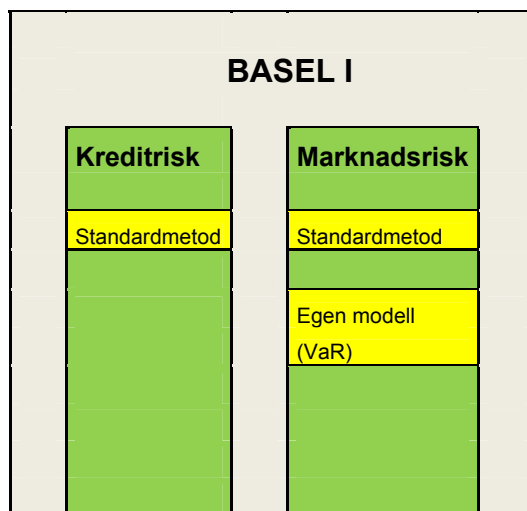 BASEL I
Kreditrisk
Marknadsrisk
Standardmetod
Standardmetod
Egen modell
(VaR)